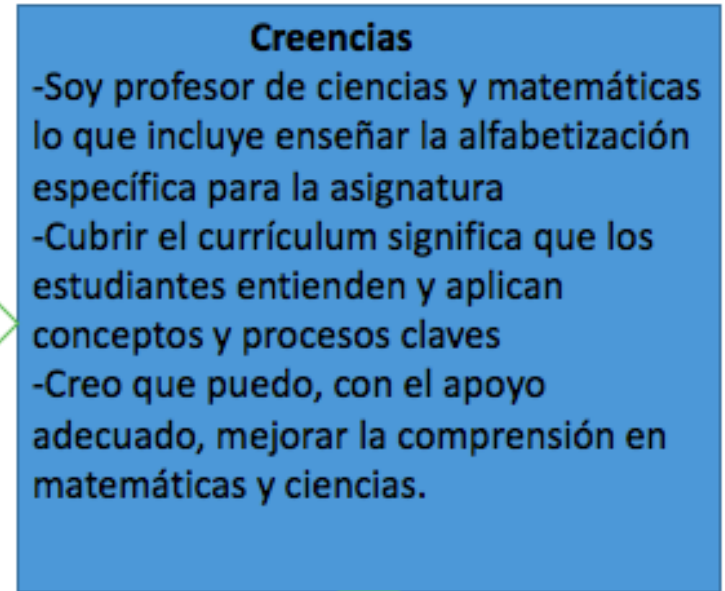 Creencias
-Soy profesor de ciencias y matemáticas
lo que incluye enseñar la alfabetización
específica para la asignatura
-Cubrir el currículum significa que los
estudiantes entienden y aplican
conceptos y procesos claves
-Creo que puedo, con el apoyo
adecuado, mejorar la comprensión en
matemáticas y ciencias.